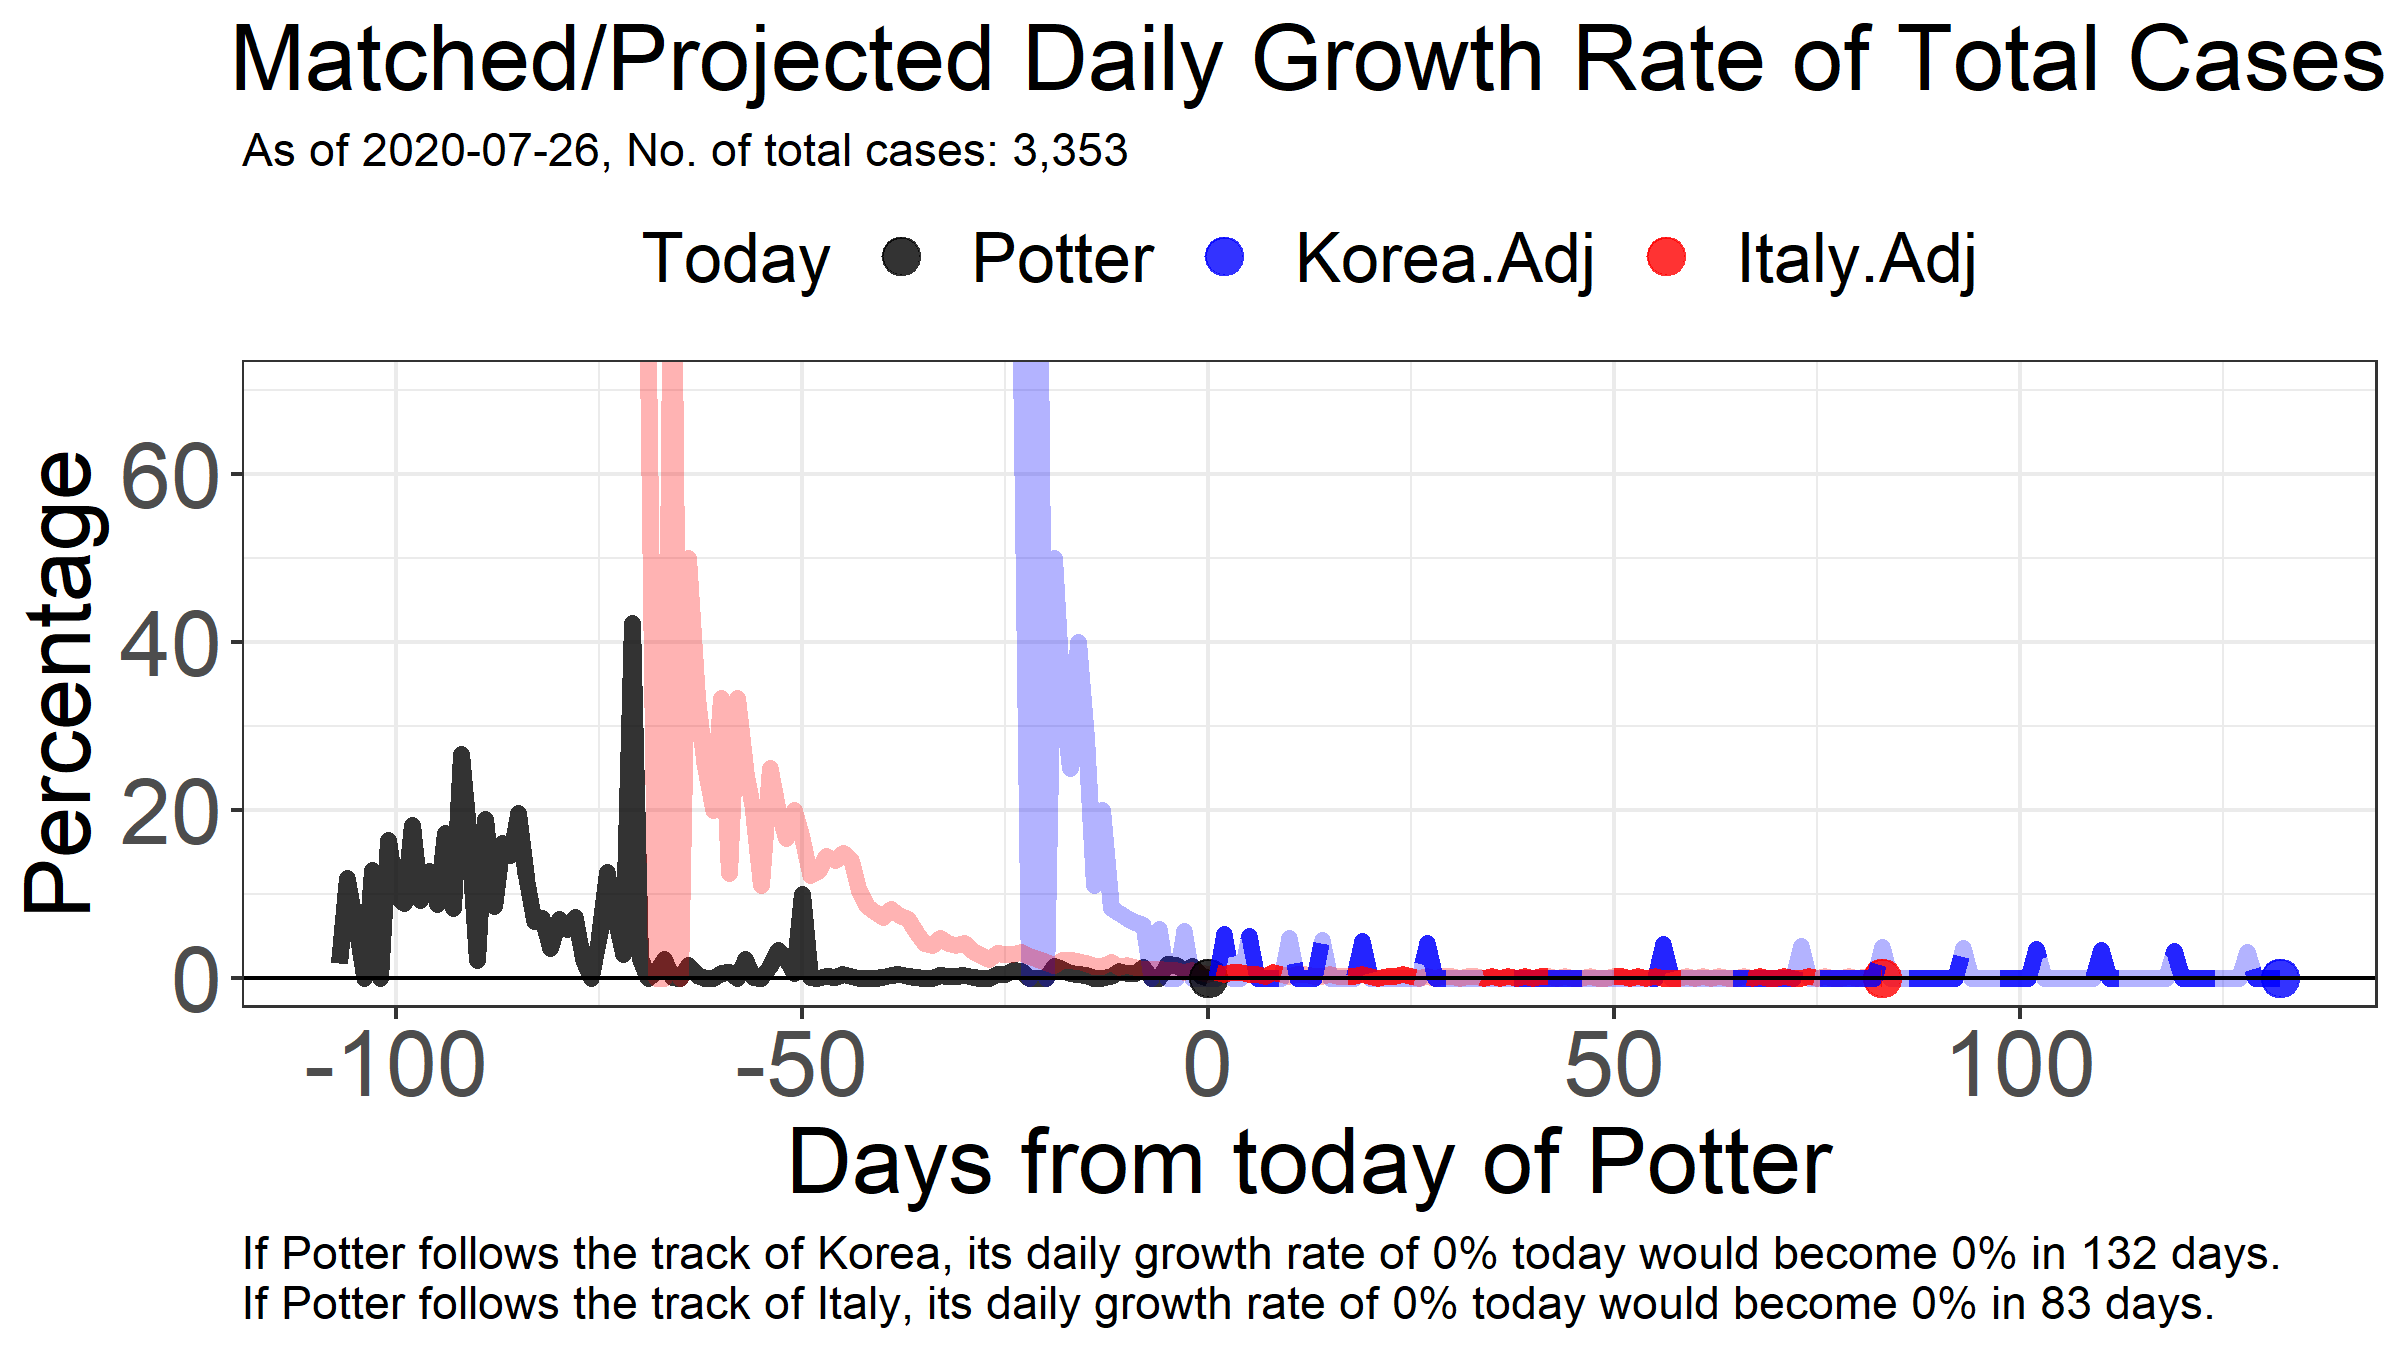 Matched/Projected Daily Growth Rate of Total Cases
As of 2020-07-26, No. of total cases: 3,353
Today Potter Korea.Adj Italy.Adj
Percentage
60
40
20
0
-100 -50 0 50 100
Days from today of Potter
If Potter follows the track of Korea, its daily growth rate of 0% today would become 0% in 132 days.
If Potter follows the track of Italy, its daily growth rate of 0% today would become 0% in 83 days.